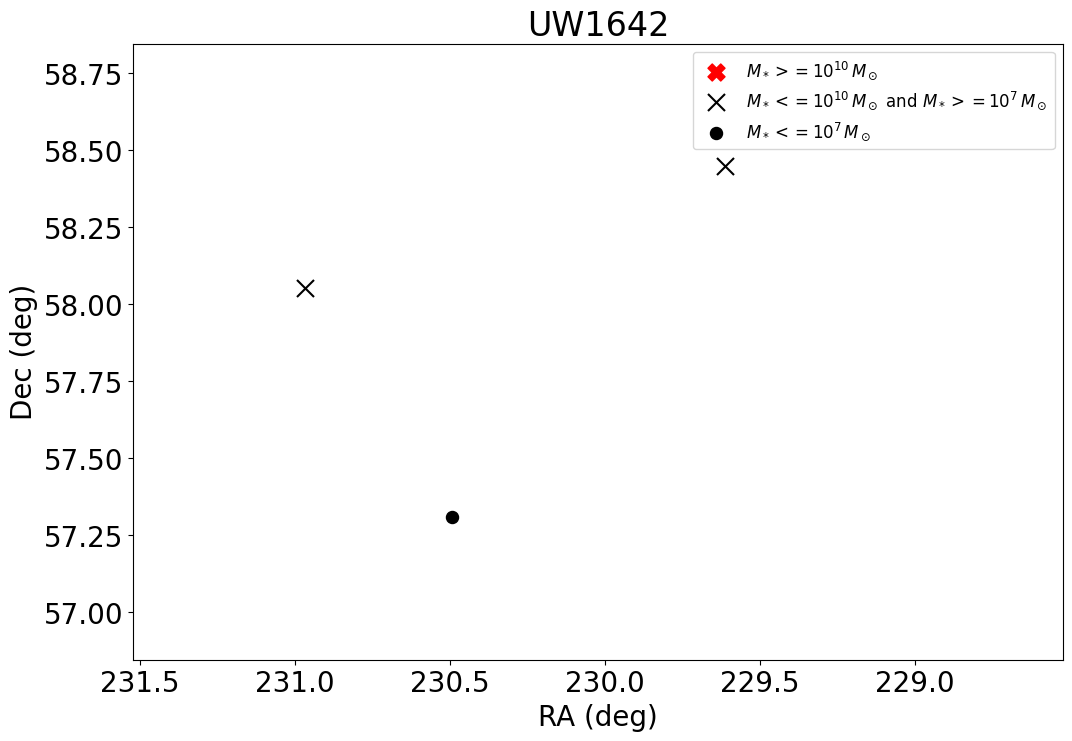 UW1642
M* >= 10^10 M⊙
M* <= 10^10 M⊙ and M* >= 10^7 M⊙
M* <= 10^7 M⊙
58.75
58.50
58.25
58.00
57.75
57.50
57.25
57.00
Dec (deg)
231.5 231.0 230.5 230.0 229.5 229.0
RA (deg)